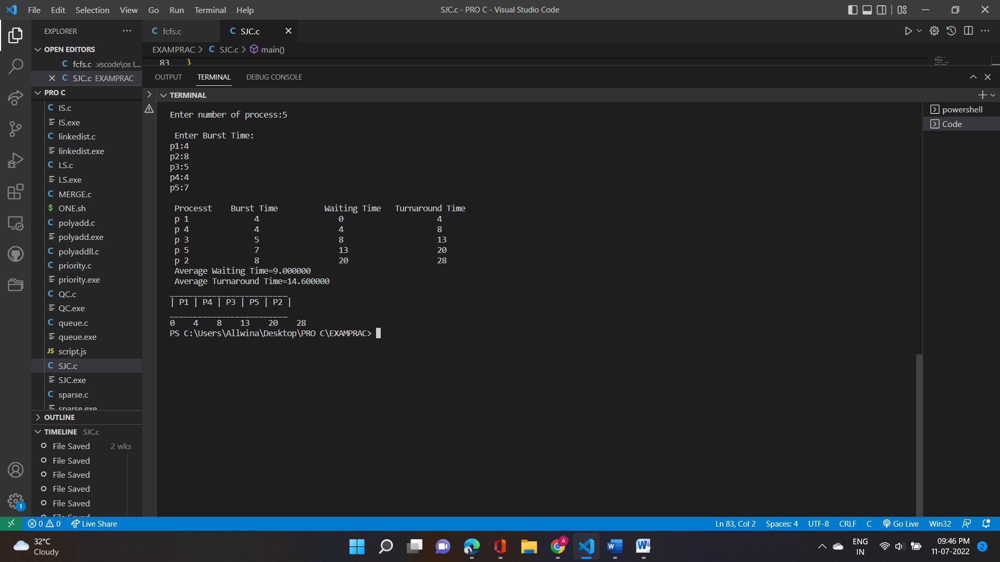 File Edit Selection View Go Run Terminal Help
SJC.c - PRO C - Visual Studio Code
EXPLORER
OPEN EDITORS
fcfs.c .vscode\os l...
SJC.c EXAMPRAC
PRO C
IS.c
IS.exe
linkedist.c
linkedist.exe
LS.c
LS.exe
MERGE.c
ONE.sh
polyadd.c
polyadd.exe
polyaddll.c
priority.c
priority.exe
QC.c
QC.exe
queue.c
queue.exe
JS script.js
SJC.c
SJC.exe
sparse.c
sparse.exe
OUTLINE
TIMELINE SJC.c
File Saved 2 wks
File Saved
File Saved
File Saved
File Saved
File Saved
C fcfs.c
C SJC.c
EXAMPRAC > C SJC.c > main()
83 }
OUTPUT TERMINAL DEBUG CONSOLE
TERMINAL
Enter number of process:5
Enter Burst Time:
p1:4
p2:8
p3:5
p4:4
p5:7
Processt Burst Time Waiting Time Turnaround Time
p 1 4 0 4
p 4 4 4 8
p 3 5 8 13
p 5 7 13 20
p 2 8 20 28
Average Waiting Time=9.000000
Average Turnaround Time=14.600000
_________________________
| P1 | P4 | P3 | P5 | P2 |
_________________________
0 4 8 13 20 28
PS C:\Users\Allwina\Desktop\PRO C\EXAMPRAC>
powershell
Code
1
0 0 Live Share
Ln 83, Col 2 Spaces: 4 UTF-8 CRLF C Go Live Win32
32°C
Cloudy
A
W
W
ENG
IN
09:46 PM
11-07-2022
2